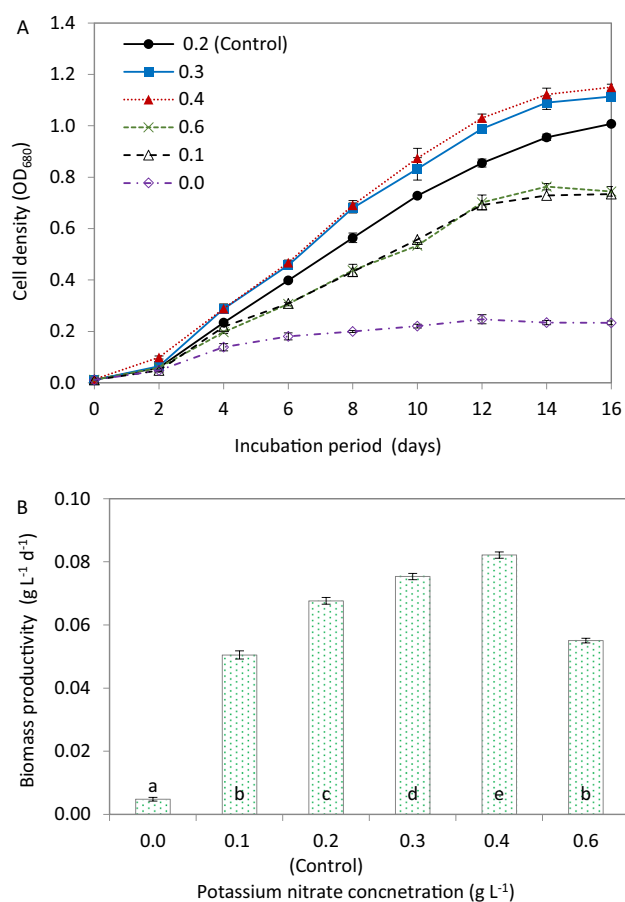 A
0.2 (Control)
0.3
0.4
0.6
0.1
0.0
Cell density (OD₆₈₀)
1.4
1.2
1.0
0.8
0.6
0.4
0.2
0.0
0 2 4 6 8 10 12 14 16
Incubation period (days)
B
Biomass productivity (g L⁻¹ d⁻¹)
0.10
0.08
0.06
0.04
0.02
0.00
a b c d e b
0.0 0.1 0.2 0.3 0.4 0.6
(Control)
Potassium nitrate concnetration (g L⁻¹)